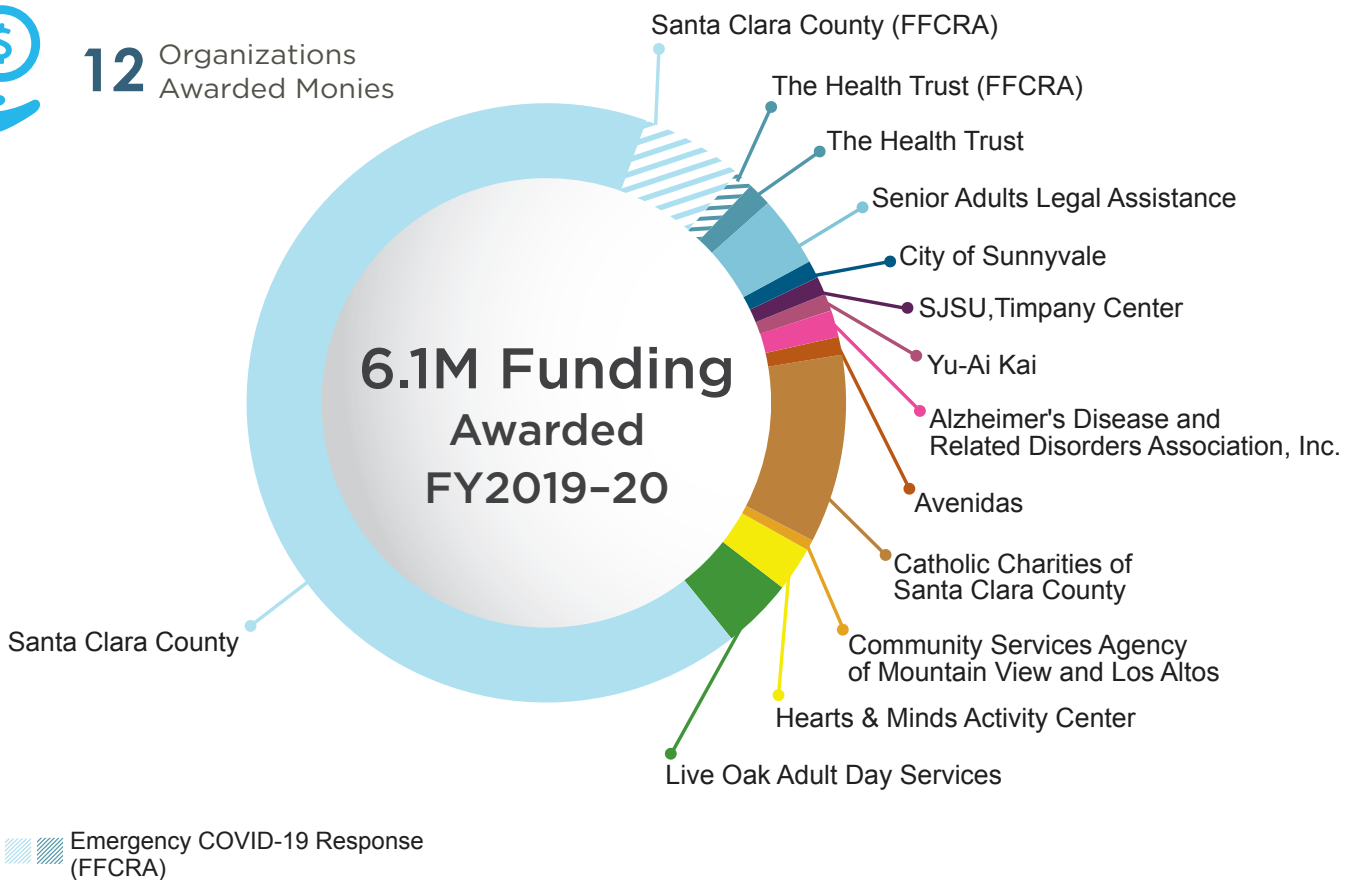 $
12 Organizations
Awarded Monies
Santa Clara County (FFCRA)
The Health Trust (FFCRA)
The Health Trust
Senior Adults Legal Assistance
City of Sunnyvale
SJSU,Timpany Center
Yu-Ai Kai
Alzheimer's Disease and
Related Disorders Association, Inc.
Avenidas
Catholic Charities of
Santa Clara County
Community Services Agency
of Mountain View and Los Altos
Hearts & Minds Activity Center
Live Oak Adult Day Services
Santa Clara County
6.1M Funding
Awarded
FY2019–20
Emergency COVID-19 Response
(FFCRA)